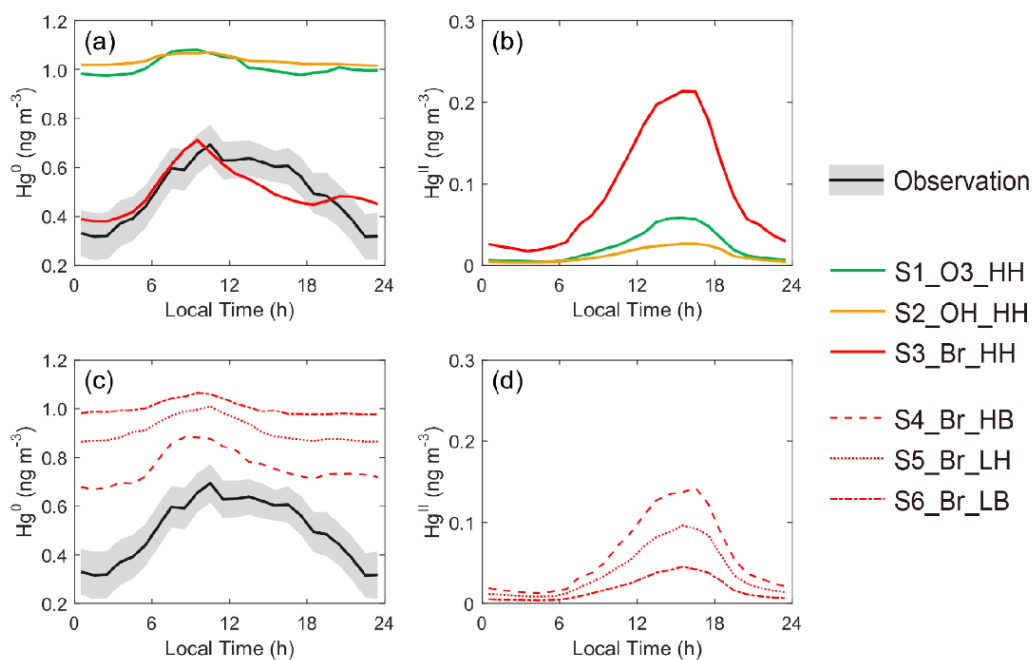 (a)
1.2
1.0
0.8
0.6
0.4
0.2
Hg⁰ (ng m⁻³)
0 6 12 18 24
Local Time (h)
(b)
0.3
0.2
0.1
0
Hgᴵᴵ (ng m⁻³)
0 6 12 18 24
Local Time (h)
Observation
S1_O3_HH
S2_OH_HH
S3_Br_HH
(c)
1.2
1.0
0.8
0.6
0.4
0.2
Hg⁰ (ng m⁻³)
0 6 12 18 24
Local Time (h)
(d)
0.3
0.2
0.1
0
Hgᴵᴵ (ng m⁻³)
0 6 12 18 24
Local Time (h)
S4_Br_HB
S5_Br_LH
S6_Br_LB